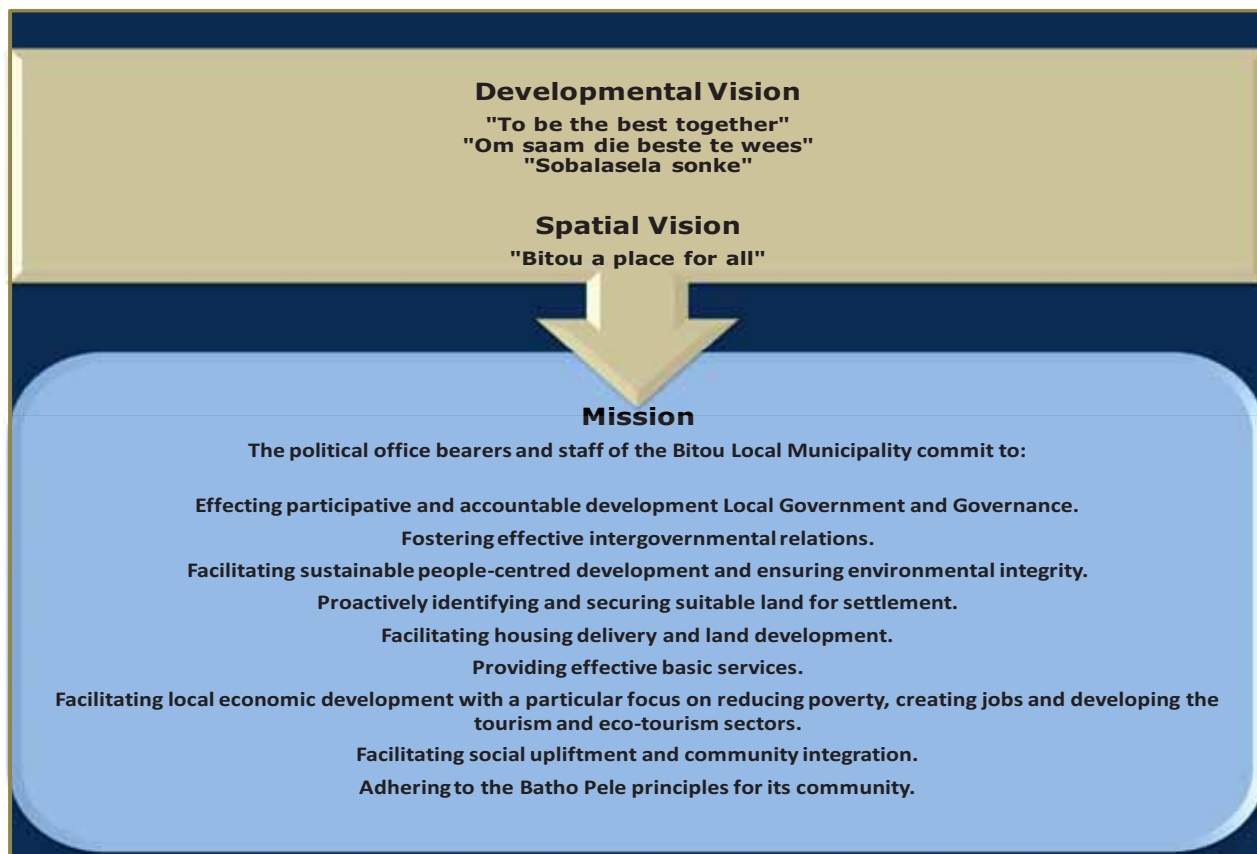 Developmental Vision
"To be the best together"
"Om saam die beste te wees"
"Sobalasela sonke"
Spatial Vision
"Bitou a place for all"
Mission
The political office bearers and staff of the Bitou Local Municipality commit to:
Effecting participative and accountable development Local Government and Governance.
Fostering effective intergovernmental relations.
Facilitating sustainable people-centred development and ensuring environmental integrity.
Proactively identifying and securing suitable land for settlement.
Facilitating housing delivery and land development.
Providing effective basic services.
Facilitating local economic development with a particular focus on reducing poverty, creating jobs and developing the
tourism and eco-tourism sectors.
Facilitating social upliftment and community integration.
Adhering to the Batho Pele principles for its community.